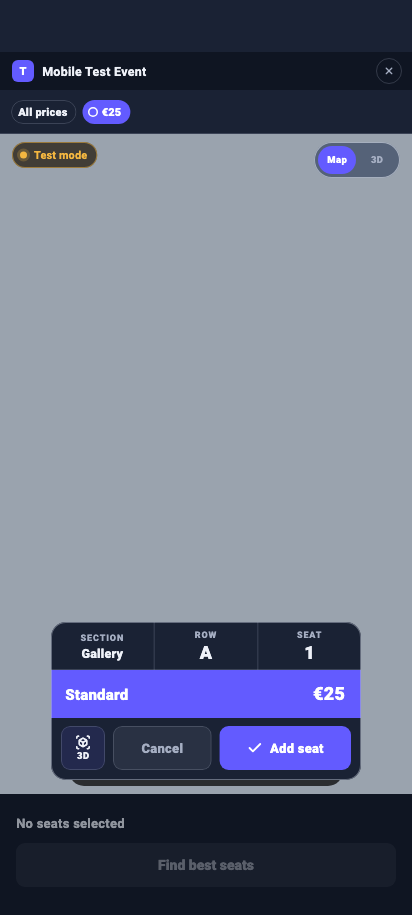 T Mobile Test Event
All prices €25
Test mode
Map 3D
SECTION ROW SEAT
Gallery A 1
Standard €25
3D Cancel Add seat
No seats selected
Find best seats